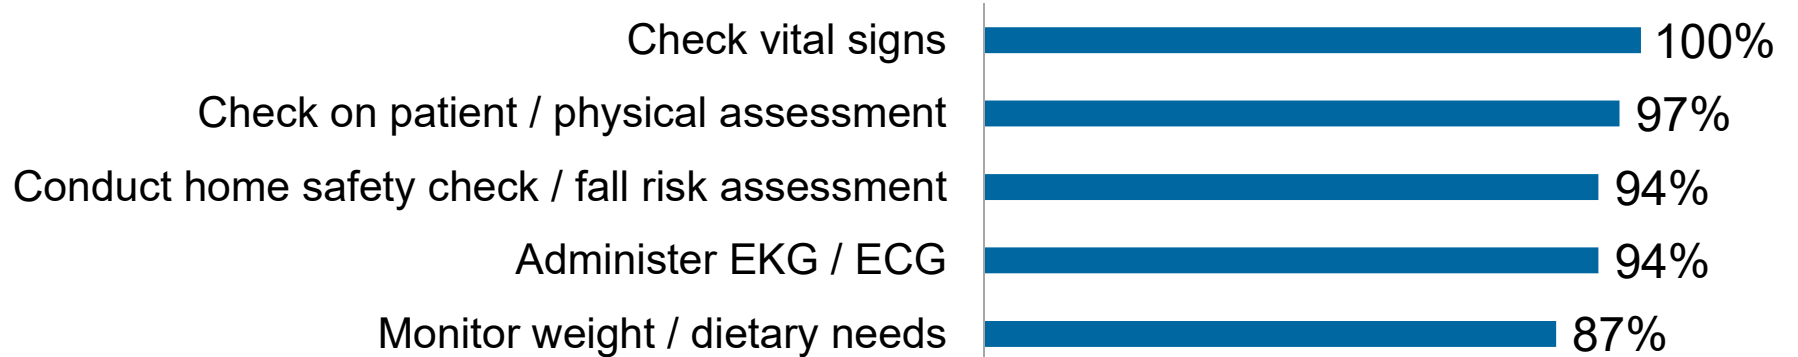 Check vital signs 100%
Check on patient / physical assessment 97%
Conduct home safety check / fall risk assessment 94%
Administer EKG / ECG 94%
Monitor weight / dietary needs 87%